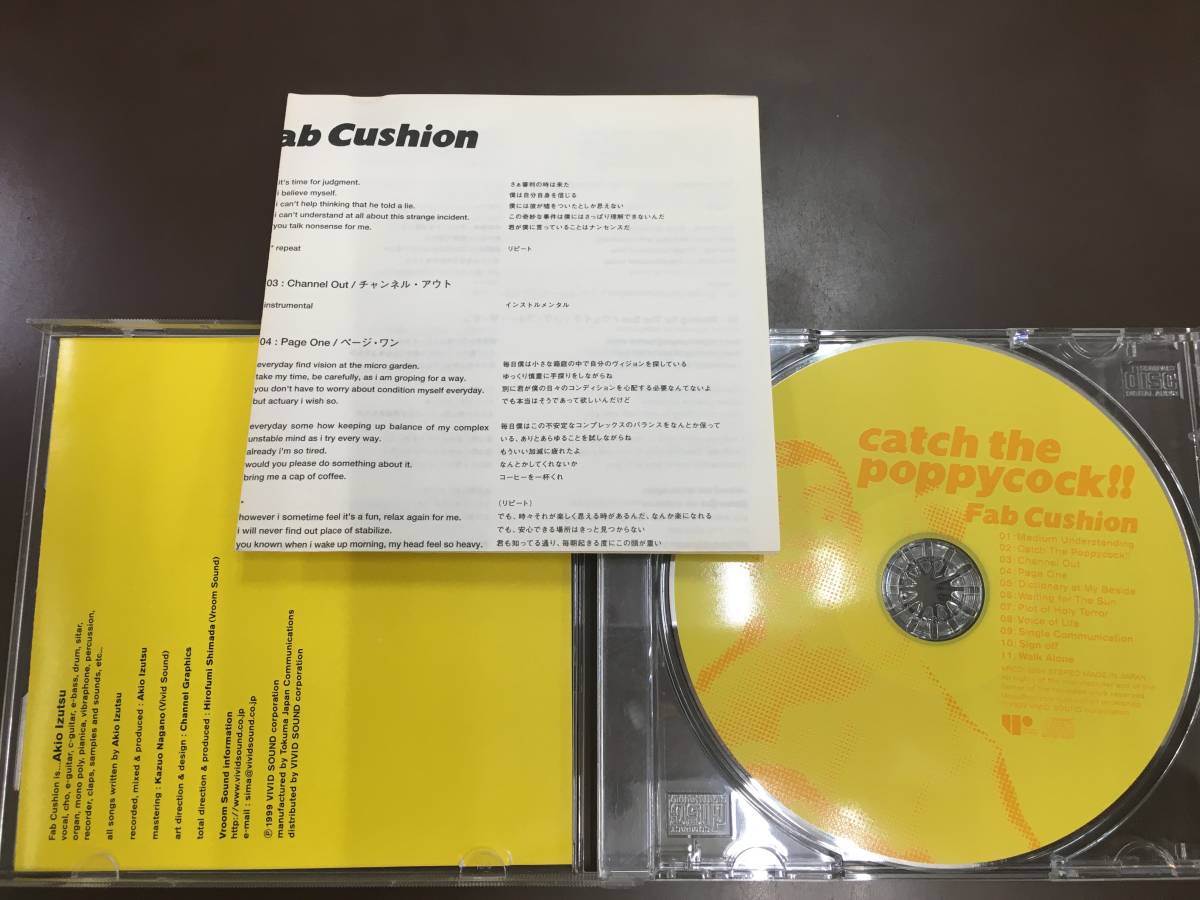 ab Cushion
it's time for judgment.
i believe myself.
i can't help thinking that he told a lie.
i can't understand at all about this strange incident.
you talk nonsense for me.
* repeat
さぁ審判の時は来た
僕は自分自身を信じる
僕には彼が嘘をついたとしか思えない
この奇妙な事件は僕にはさっぱり理解できないんだ
君が僕に言っていることはナンセンスだ
リピート
03 : Channel Out / チャンネル・アウト
instrumental
インストルメンタル
04 : Page One / ページ・ワン
everyday find vision at the micro garden.
take my time, be carefully, as i am groping for a way.
you don't have to worry about condition myself everyday.
but actuary i wish so.
毎日僕は小さな箱庭の中で自分のヴィジョンを探している
ゆっくり慎重に手探りをしながらね
別に君が僕の日々のコンディションを心配する必要なんてないよ
でも本当はそうであって欲しいんだけど
everyday some how keeping up balance of my complex
unstable mind as i try every way.
already i'm so tired.
would you please do something about it.
bring me a cap of coffee.
毎日僕はこの不安定なコンプレックスのバランスをなんとか保って
いる、ありとあらゆることを試しながらね
もういい加減に疲れたよ
なんとかしてくれないか
コーヒーを一杯くれ
*
however i sometime feel it's a fun, relax again for me.
i will never find out place of stabilize.
you known when i wake up morning, my head feel so heavy.
（リピート）
でも、時々それが楽しく思える時があるんだ、なんか楽になれる
でも、安心できる場所はきっと見つからない
君も知ってる通り、毎朝起きる度にこの頭が重い
Fab Cushion is...Akio Izutsu
vocal, cho, e-guitar, c-guitar, e-bass, drum, sitar,
organ, mono poly, pianica, vibraphone, percussion,
recorder, claps, samples and sounds, etc...
all songs written by Akio Izutsu
recorded, mixed & produced : Akio Izutsu
mastering : Kazuo Nagano (Vivid Sound)
art direction & design : Channel Graphics
total direction & produced : Hirofumi Shimada (Vroom Sound)
Vroom Sound information
http://www.vividsound.co.jp
e-mail : sima@vividsound.co.jp
Ⓟ1999 VIVID SOUND corporation
manufactured by Tokuma Japan Communications
distributed by VIVID SOUND corporation
disc
catch the
poppycock!!
Fab Cushion
01: Medium Understanding
02: Catch The Poppycock!!
03: Channel Out
04: Page One
05: Dictionary at My Beside
06: Waiting for The Sun
07: Plot of Holy Terror
08: Voice of Life
09: Single Communication
10: Sign off
11: Walk Alone
STEREO MADE IN JAPAN